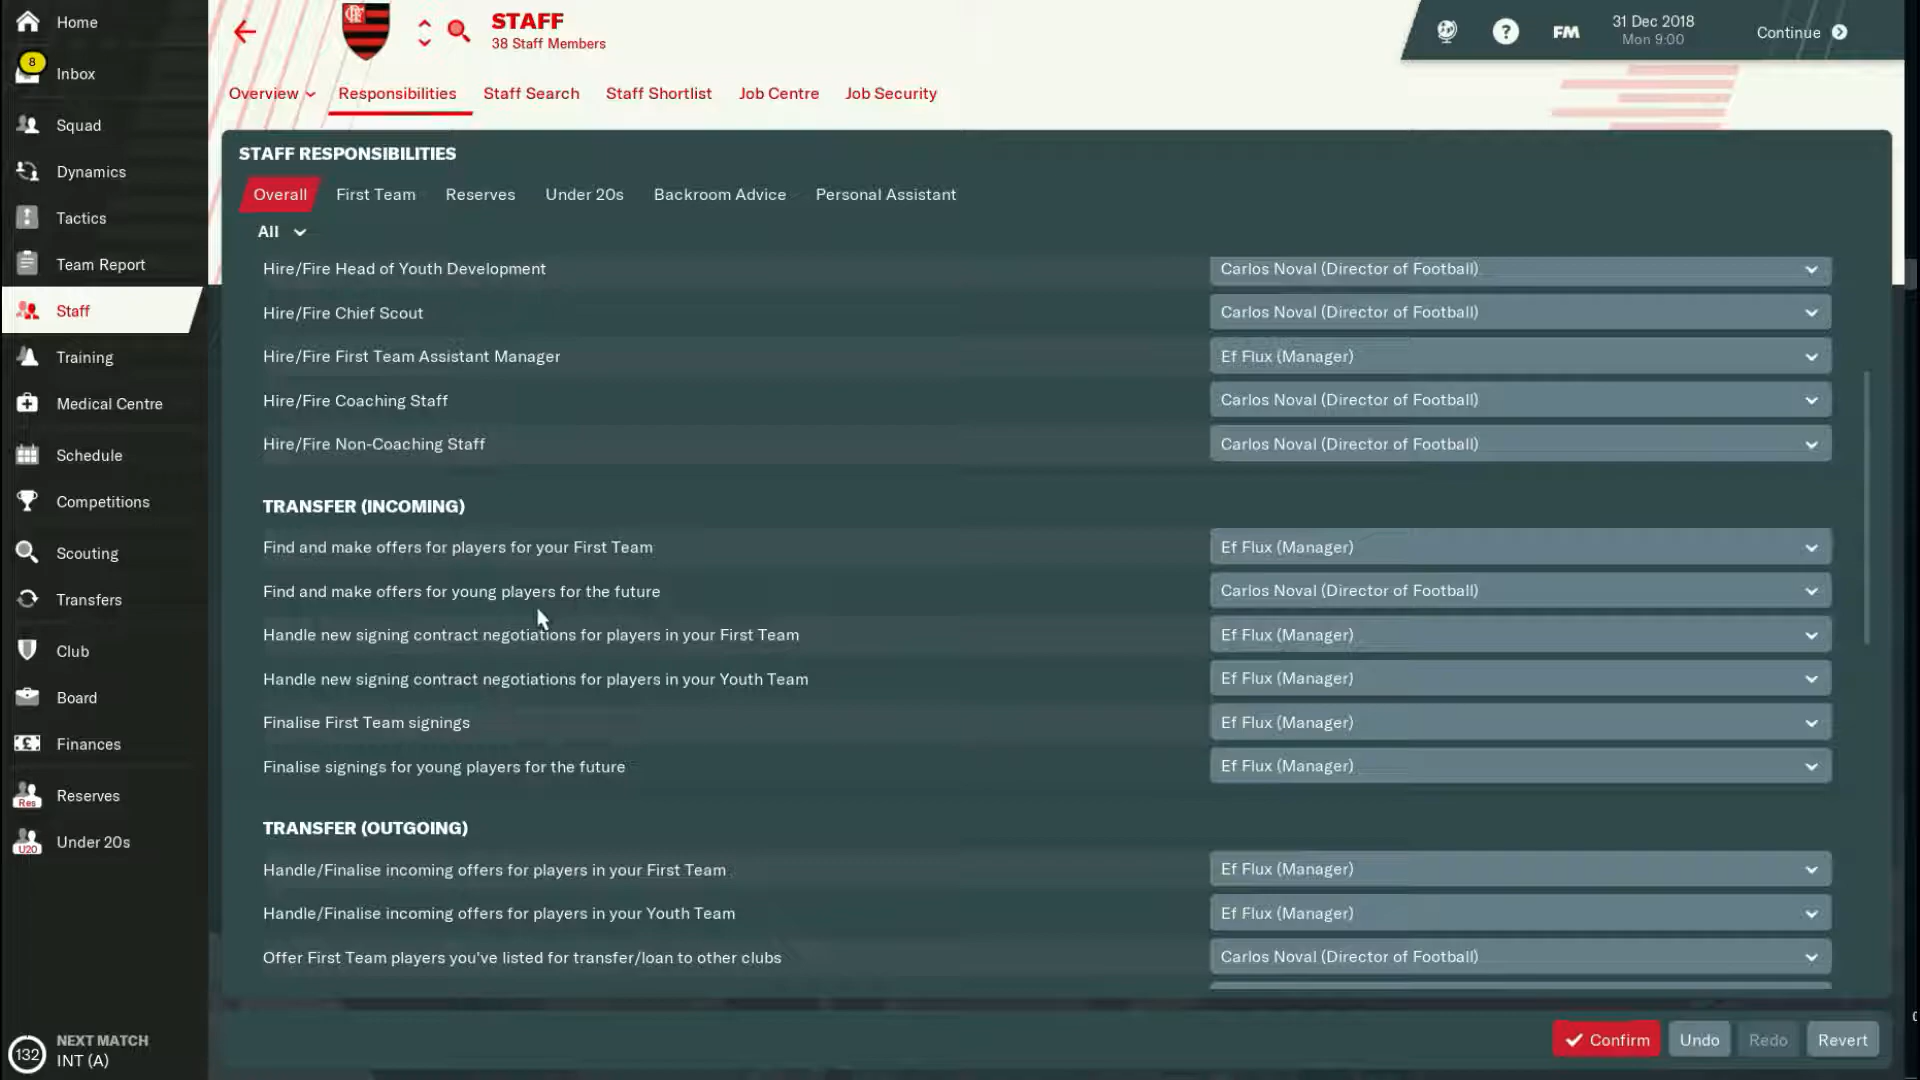 Home
8
Inbox
Squad
Dynamics
Tactics
Team Report
Staff
Training
Medical Centre
Schedule
Competitions
Scouting
Transfers
Club
Board
Finances
Res
Reserves
U20
Under 20s
132
NEXT MATCH
INT (A)
STAFF
38 Staff Members
FM
31 Dec 2018
Mon 9:00
Continue
Overview
Responsibilities
Staff Search
Staff Shortlist
Job Centre
Job Security
STAFF RESPONSIBILITIES
Overall
First Team
Reserves
Under 20s
Backroom Advice
Personal Assistant
All
Hire/Fire Head of Youth Development
Carlos Noval (Director of Football)
Hire/Fire Chief Scout
Carlos Noval (Director of Football)
Hire/Fire First Team Assistant Manager
Ef Flux (Manager)
Hire/Fire Coaching Staff
Carlos Noval (Director of Football)
Hire/Fire Non-Coaching Staff
Carlos Noval (Director of Football)
TRANSFER (INCOMING)
Find and make offers for players for your First Team
Ef Flux (Manager)
Find and make offers for young players for the future
Carlos Noval (Director of Football)
Handle new signing contract negotiations for players in your First Team
Ef Flux (Manager)
Handle new signing contract negotiations for players in your Youth Team
Ef Flux (Manager)
Finalise First Team signings
Ef Flux (Manager)
Finalise signings for young players for the future
Ef Flux (Manager)
TRANSFER (OUTGOING)
Handle/Finalise incoming offers for players in your First Team
Ef Flux (Manager)
Handle/Finalise incoming offers for players in your Youth Team
Ef Flux (Manager)
Offer First Team players you've listed for transfer/loan to other clubs
Carlos Noval (Director of Football)
Confirm
Undo
Redo
Revert